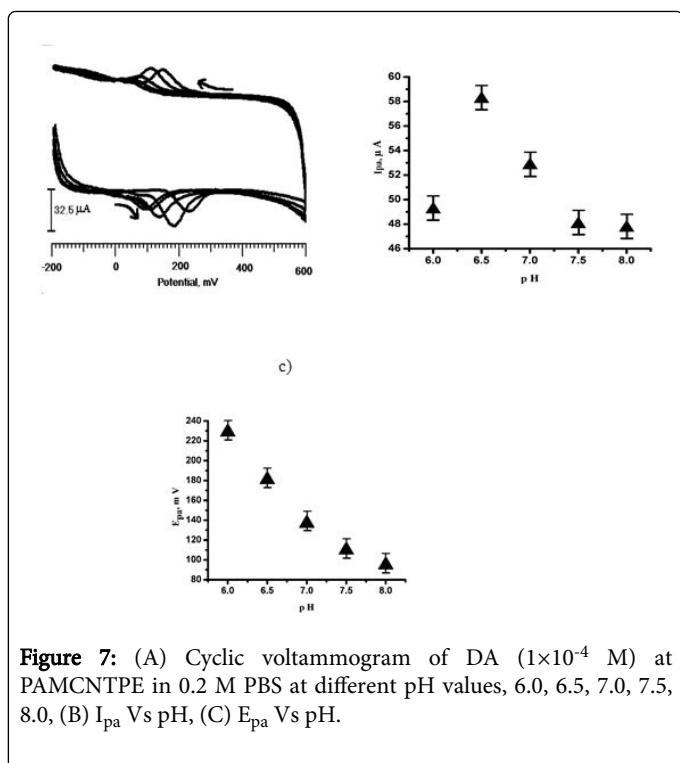 32.5 μA
-200 0 200 400 600
Potential, mV
60
58
56
54
52
50
48
46
Ipa, μ A
6.0 6.5 7.0 7.5 8.0
p H
c)
240
220
200
180
160
140
120
100
80
Epa, m V
6.0 6.5 7.0 7.5 8.0
p H
Figure 7: (A) Cyclic voltammogram of DA (1×10⁻⁴ M) at
PAMCNTPE in 0.2 M PBS at different pH values, 6.0, 6.5, 7.0, 7.5,
8.0, (B) Ipa Vs pH, (C) Epa Vs pH.